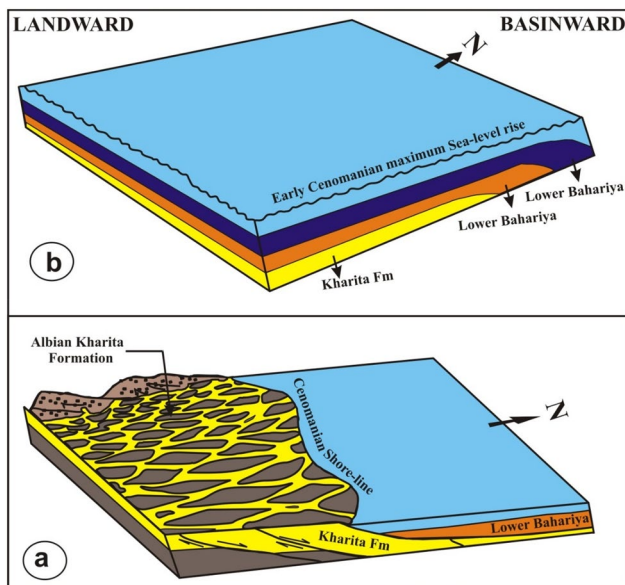 LANDWARD
BASINWARD
N
Early Cenomanian maximum Sea-level rise
Lower Bahariya
Lower Bahariya
Kharita Fm
b
Albian Kharita
Formation
Cenomanian Shore-line
N
Lower Bahariya
Kharita Fm
a